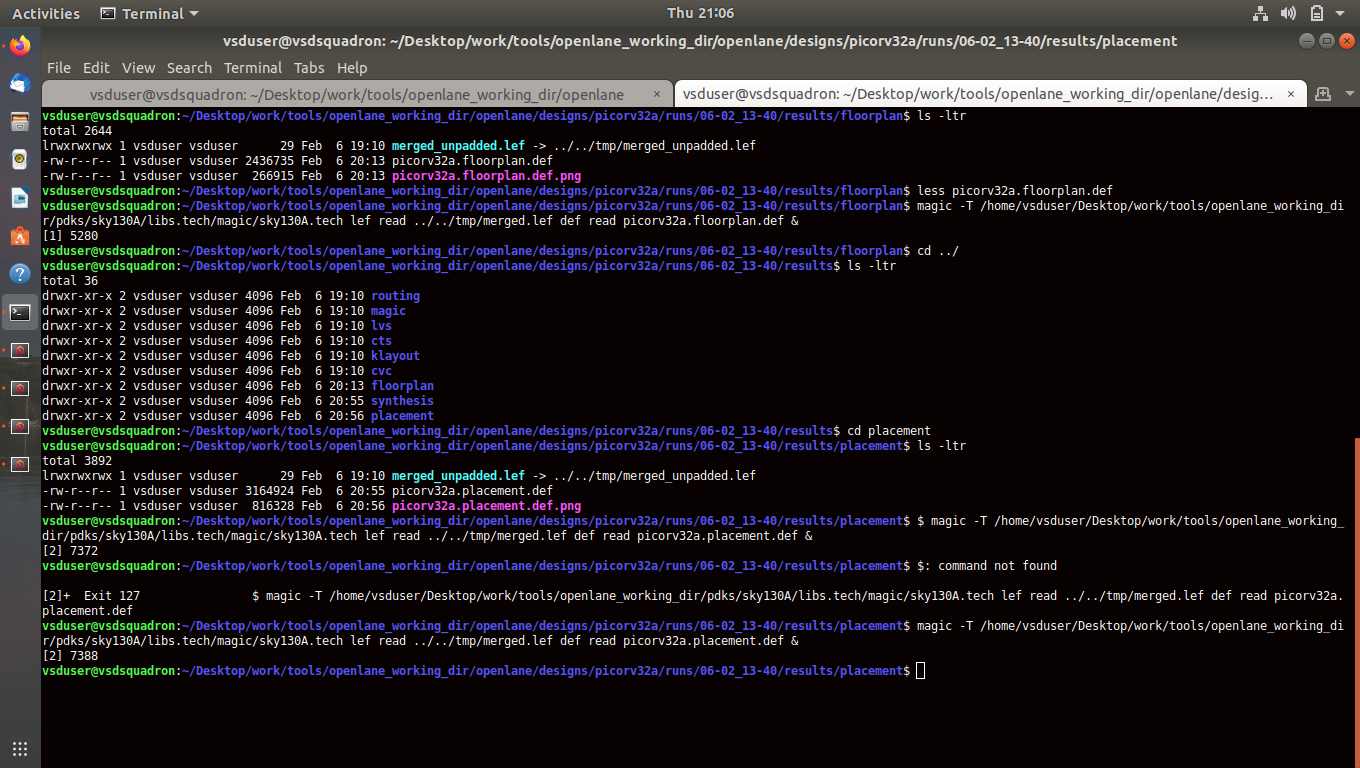 Activities Terminal Thu 21:06
vsduser@vsdsquadron: ~/Desktop/work/tools/openlane_working_dir/openlane/designs/picorv32a/runs/06-02_13-40/results/placement
File Edit View Search Terminal Tabs Help
vsduser@vsdsquadron: ~/Desktop/work/tools/openlane_working_dir/openlane × vsduser@vsdsquadron: ~/Desktop/work/tools/openlane_working_dir/openlane/desig... ×
vsduser@vsdsquadron:~/Desktop/work/tools/openlane_working_dir/openlane/designs/picorv32a/runs/06-02_13-40/results/floorplan$ ls -ltr
total 2644
lrwxrwxrwx 1 vsduser vsduser      29 Feb  6 19:10 merged_unpadded.lef -> ../../tmp/merged_unpadded.lef
-rw-r--r-- 1 vsduser vsduser 2436735 Feb  6 20:13 picorv32a.floorplan.def
-rw-r--r-- 1 vsduser vsduser  266915 Feb  6 20:13 picorv32a.floorplan.def.png
vsduser@vsdsquadron:~/Desktop/work/tools/openlane_working_dir/openlane/designs/picorv32a/runs/06-02_13-40/results/floorplan$ less picorv32a.floorplan.def
vsduser@vsdsquadron:~/Desktop/work/tools/openlane_working_dir/openlane/designs/picorv32a/runs/06-02_13-40/results/floorplan$ magic -T /home/vsduser/Desktop/work/tools/openlane_working_di
r/pdks/sky130A/libs.tech/magic/sky130A.tech lef read ../../tmp/merged.lef def read picorv32a.floorplan.def &
[1] 5280
vsduser@vsdsquadron:~/Desktop/work/tools/openlane_working_dir/openlane/designs/picorv32a/runs/06-02_13-40/results/floorplan$ cd ../
vsduser@vsdsquadron:~/Desktop/work/tools/openlane_working_dir/openlane/designs/picorv32a/runs/06-02_13-40/results$ ls -ltr
total 36
drwxr-xr-x 2 vsduser vsduser 4096 Feb  6 19:10 routing
drwxr-xr-x 2 vsduser vsduser 4096 Feb  6 19:10 magic
drwxr-xr-x 2 vsduser vsduser 4096 Feb  6 19:10 lvs
drwxr-xr-x 2 vsduser vsduser 4096 Feb  6 19:10 cts
drwxr-xr-x 2 vsduser vsduser 4096 Feb  6 19:10 klayout
drwxr-xr-x 2 vsduser vsduser 4096 Feb  6 19:10 cvc
drwxr-xr-x 2 vsduser vsduser 4096 Feb  6 20:13 floorplan
drwxr-xr-x 2 vsduser vsduser 4096 Feb  6 20:55 synthesis
drwxr-xr-x 2 vsduser vsduser 4096 Feb  6 20:56 placement
vsduser@vsdsquadron:~/Desktop/work/tools/openlane_working_dir/openlane/designs/picorv32a/runs/06-02_13-40/results$ cd placement
vsduser@vsdsquadron:~/Desktop/work/tools/openlane_working_dir/openlane/designs/picorv32a/runs/06-02_13-40/results/placement$ ls -ltr
total 3892
lrwxrwxrwx 1 vsduser vsduser      29 Feb  6 19:10 merged_unpadded.lef -> ../../tmp/merged_unpadded.lef
-rw-r--r-- 1 vsduser vsduser 3164924 Feb  6 20:55 picorv32a.placement.def
-rw-r--r-- 1 vsduser vsduser  816328 Feb  6 20:56 picorv32a.placement.def.png
vsduser@vsdsquadron:~/Desktop/work/tools/openlane_working_dir/openlane/designs/picorv32a/runs/06-02_13-40/results/placement$ $ magic -T /home/vsduser/Desktop/work/tools/openlane_working_
dir/pdks/sky130A/libs.tech/magic/sky130A.tech lef read ../../tmp/merged.lef def read picorv32a.placement.def &
[2] 7372
vsduser@vsdsquadron:~/Desktop/work/tools/openlane_working_dir/openlane/designs/picorv32a/runs/06-02_13-40/results/placement$ $: command not found
[2]+  Exit 127                $ magic -T /home/vsduser/Desktop/work/tools/openlane_working_dir/pdks/sky130A/libs.tech/magic/sky130A.tech lef read ../../tmp/merged.lef def read picorv32a.
placement.def
vsduser@vsdsquadron:~/Desktop/work/tools/openlane_working_dir/openlane/designs/picorv32a/runs/06-02_13-40/results/placement$ magic -T /home/vsduser/Desktop/work/tools/openlane_working_di
r/pdks/sky130A/libs.tech/magic/sky130A.tech lef read ../../tmp/merged.lef def read picorv32a.placement.def &
[2] 7388
vsduser@vsdsquadron:~/Desktop/work/tools/openlane_working_dir/openlane/designs/picorv32a/runs/06-02_13-40/results/placement$